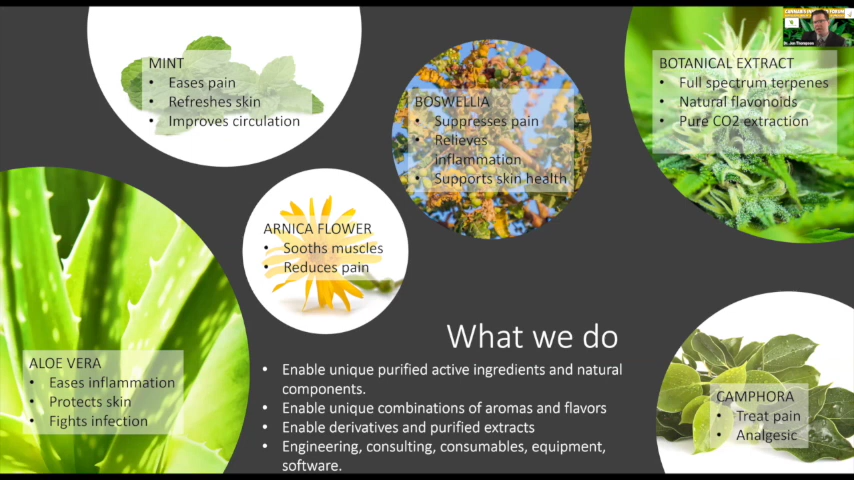 MINT
• Eases pain
• Refreshes skin
• Improves circulation
BOSWELLIA
• Suppresses pain
• Relieves
inflammation
• Supports skin health
BOTANICAL EXTRACT
• Full spectrum terpenes
• Natural flavonoids
• Pure CO2 extraction
ARNICA FLOWER
• Sooths muscles
• Reduces pain
ALOE VERA
• Eases inflammation
• Protects skin
• Fights infection
What we do
• Enable unique purified active ingredients and natural
components.
• Enable unique combinations of aromas and flavors
• Enable derivatives and purified extracts
• Engineering, consulting, consumables, equipment,
software.
CAMPHORA
• Treat pain
• Analgesic